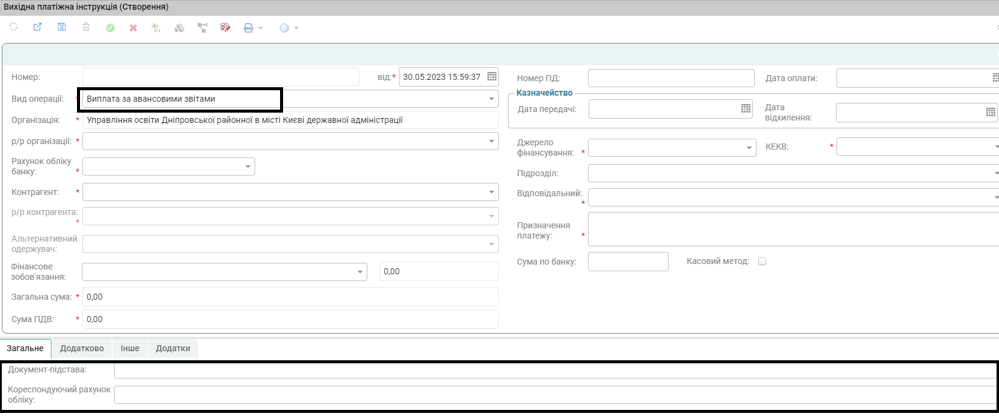 Вихідна платіжна інструкція (Створення)
Дт
Кт
Номер:
від:* 30.05.2023 15:59:37
Вид операції: * Виплата за авансовими звітами
Організація: * Управління освіти Дніпровської районної в місті Києві державної адміністрації
р/р організації: *
Рахунок обліку
банку: *
Контрагент: *
р/р контрагента:
*
Альтернативний
одержувач:
Фінансове
зобов'язання:
0,00
Загальна сума: * 0,00
Сума ПДВ: * 0,00
Номер ПД:
Дата оплати:
Казначейство
Дата передачі:
Дата
відхилення:
Джерело
фінансування: *
КЕКВ: *
Підрозділ:
Відповідальний:
*
Призначення
платежу: *
Сума по банку:
Касовий метод:
Загальне Додатково Інше Додатки
Документ-підстава:
Кореспондуючий рахунок
обліку: